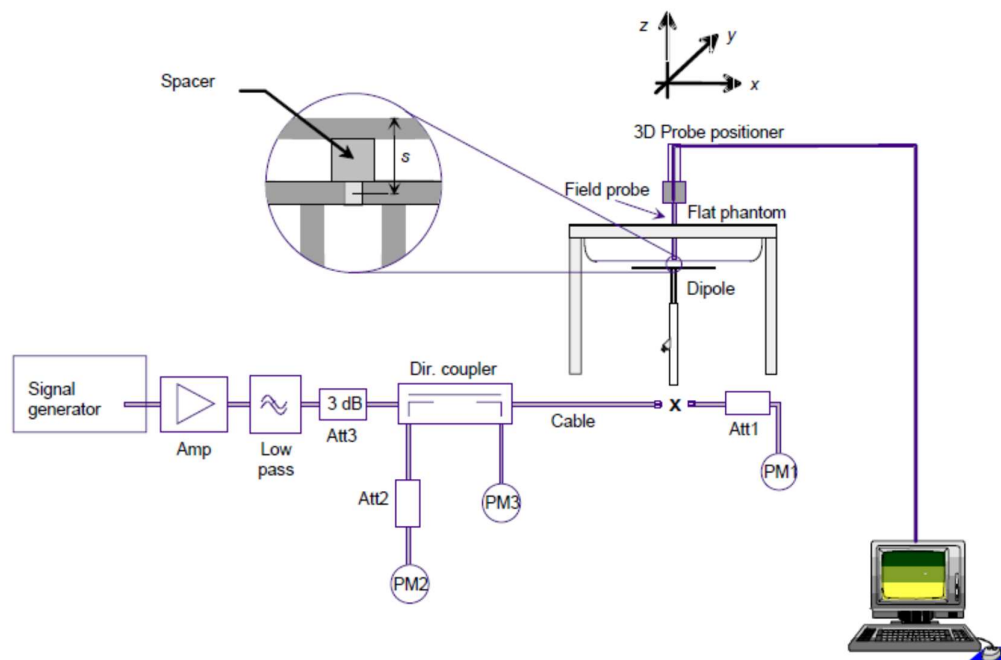 z
y
x
Spacer
s
3D Probe positioner
Field probe
Flat phantom
Dipole
Dir. coupler
Signal
generator
3 dB
Att3
Amp
Low
pass
Cable
x
Att1
PM1
Att2
PM3
PM2